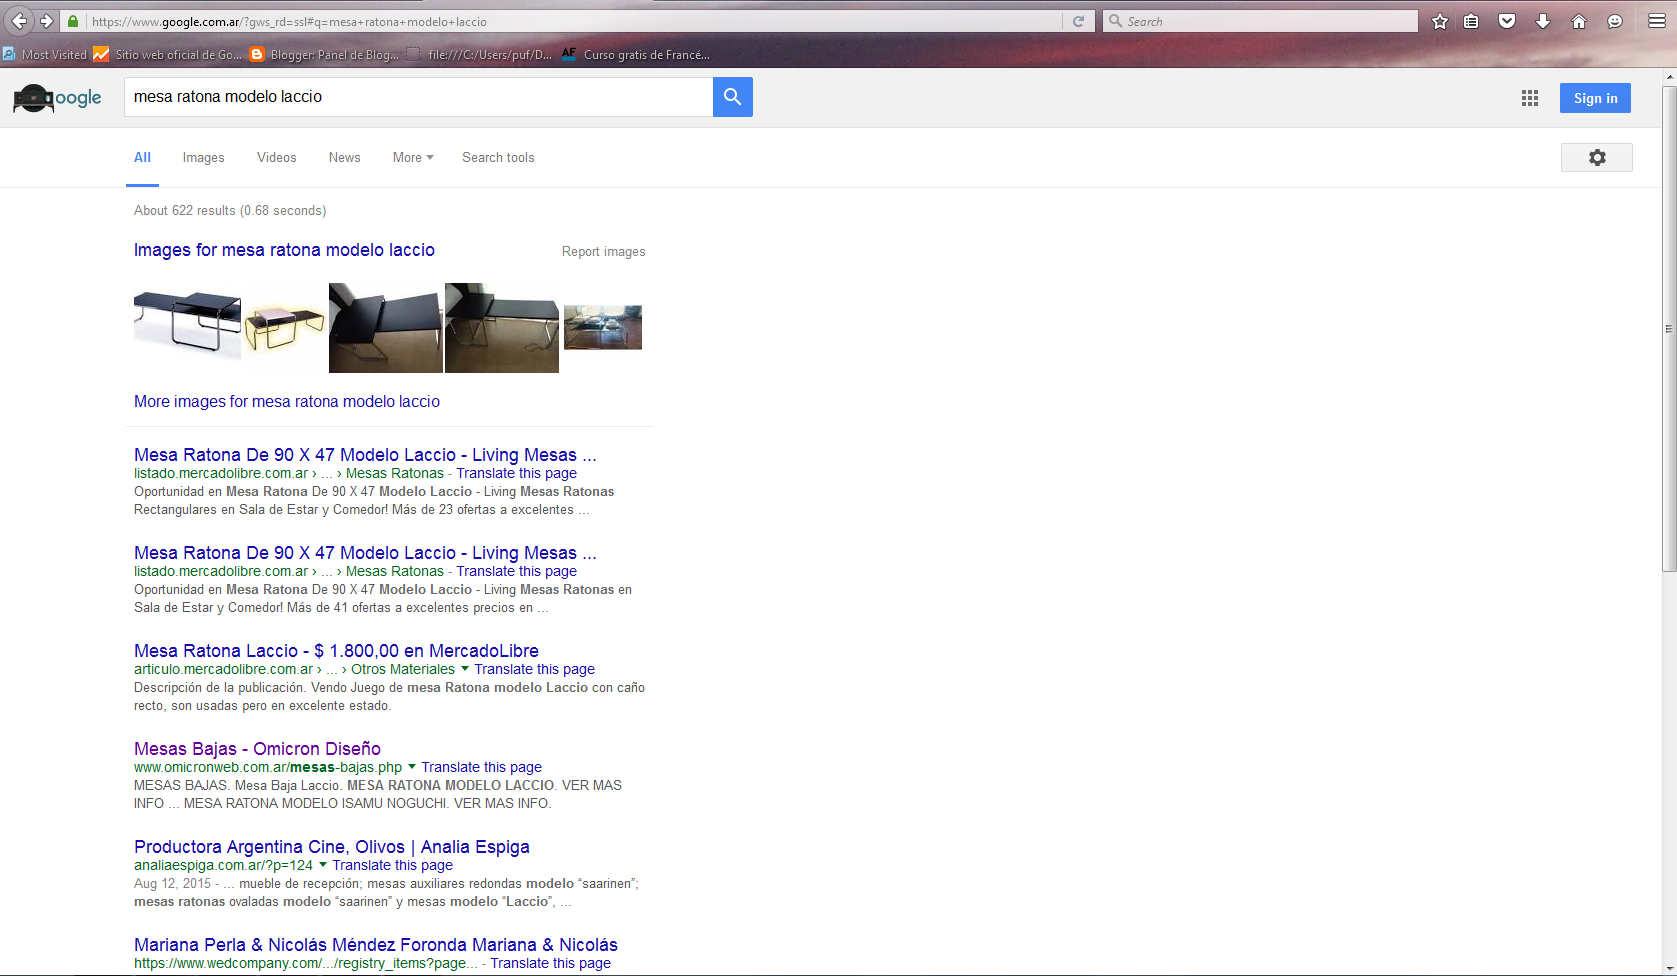 https://www.google.com.ar/?gws_rd=ssl#q=mesa+ratona+modelo+laccio
Search
Most Visited
Sitio web oficial de Go...
Blogger: Panel de Blog...
file:///C:/Users/puf/D...
AF
Curso gratis de Francé...
oogle
mesa ratona modelo laccio
Sign in
All
Images
Videos
News
More
Search tools
About 622 results (0.68 seconds)
Images for mesa ratona modelo laccio
Report images
More images for mesa ratona modelo laccio
Mesa Ratona De 90 X 47 Modelo Laccio - Living Mesas ...
listado.mercadolibre.com.ar › ... › Mesas Ratonas - Translate this page
Oportunidad en Mesa Ratona De 90 X 47 Modelo Laccio - Living Mesas Ratonas
Rectangulares en Sala de Estar y Comedor! Más de 23 ofertas a excelentes ...
Mesa Ratona De 90 X 47 Modelo Laccio - Living Mesas ...
listado.mercadolibre.com.ar › ... › Mesas Ratonas - Translate this page
Oportunidad en Mesa Ratona De 90 X 47 Modelo Laccio - Living Mesas Ratonas en
Sala de Estar y Comedor! Más de 41 ofertas a excelentes precios en ...
Mesa Ratona Laccio - $ 1.800,00 en MercadoLibre
articulo.mercadolibre.com.ar › ... › Otros Materiales Translate this page
Descripción de la publicación. Vendo Juego de mesa Ratona modelo Laccio con caño
recto, son usadas pero en excelente estado.
Mesas Bajas - Omicron Diseño
www.omicronweb.com.ar/mesas-bajas.php Translate this page
MESAS BAJAS. Mesa Baja Laccio. MESA RATONA MODELO LACCIO. VER MAS
INFO ... MESA RATONA MODELO ISAMU NOGUCHI. VER MAS INFO.
Productora Argentina Cine, Olivos | Analia Espiga
analiaespiga.com.ar/?p=124 Translate this page
Aug 12, 2015 - ... mueble de recepción; mesas auxiliares redondas modelo “saarinen”;
mesas ratonas ovaladas modelo “saarinen” y mesas modelo “Laccio”, ...
Mariana Perla & Nicolás Méndez Foronda Mariana & Nicolás
https://www.wedcompany.com/.../registry_items?page... - Translate this page